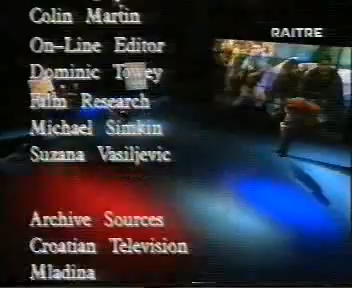 Colin Martin
RAITRE
On-Line Editor
Dominic Towey
Film Research
Michael Simkin
Suzana Vasiljevic
Archive Sources
Croatian Television
Mladina